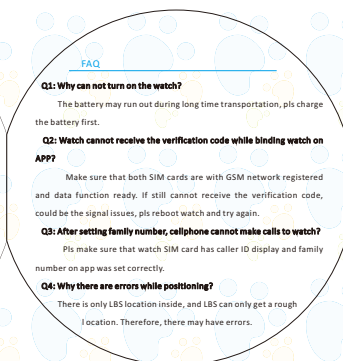 FAQ
Q1: Why can not turn on the watch?
The battery may run out during long time transportation, pls charge
the battery first.
Q2: Watch cannot receive the verification code while binding watch on
APP?
Make sure that both SIM cards are with GSM network registered
and data function ready. If still cannot receive the verification code,
could be the signal issues, pls reboot watch and try again.
Q3: After setting family number, cellphone cannot make calls to watch?
Pls make sure that watch SIM card has caller ID display and family
number on app was set correctly.
Q4: Why there are errors while positioning?
There is only LBS location inside, and LBS can only get a rough
l ocation. Therefore, there may have errors.